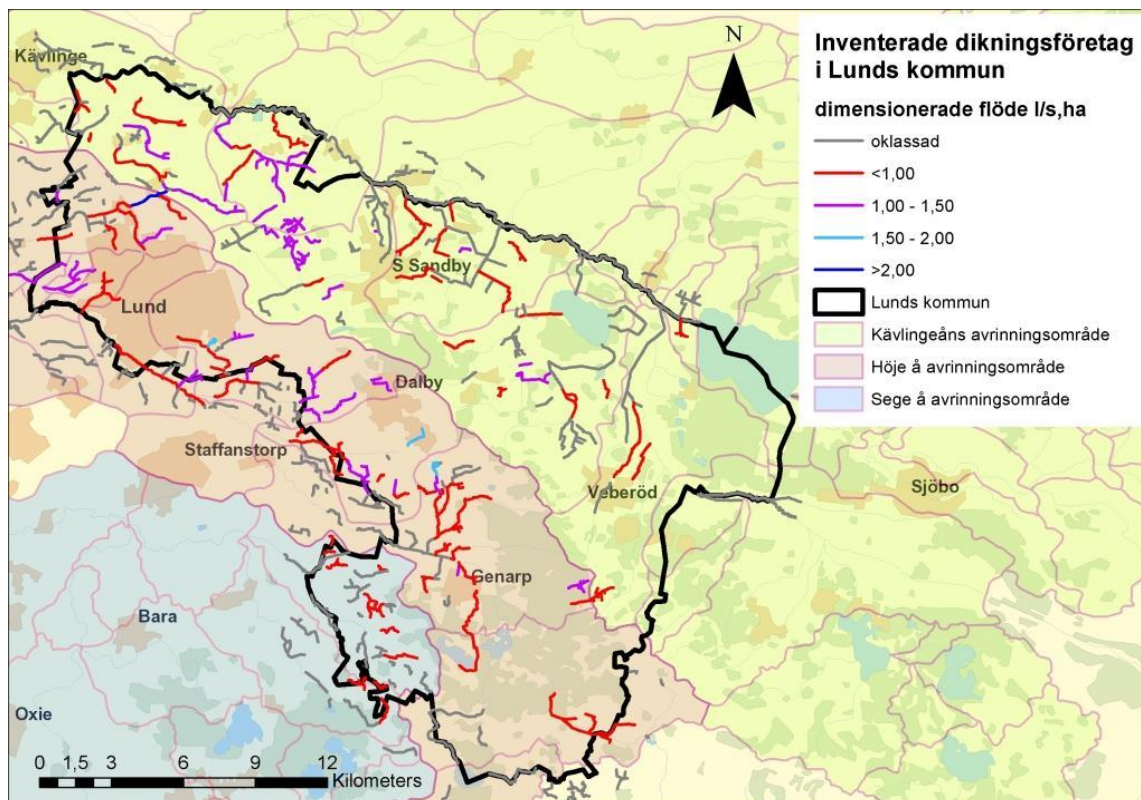 Inventerade dikningsföretag
i Lunds kommun
dimensionerade flöde l/s,ha
oklassad
<1,00
1,00 - 1,50
1,50 - 2,00
>2,00
Lunds kommun
Kävlingeåns avrinningsområde
Höje å avrinningsområde
Sege å avrinningsområde
N
Kävlinge
S Sandby
Lund
Dalby
Staffanstorp
Veberöd
Sjöbo
Genarp
Bara
Oxie
0 1,5 3 6 9 12
Kilometers